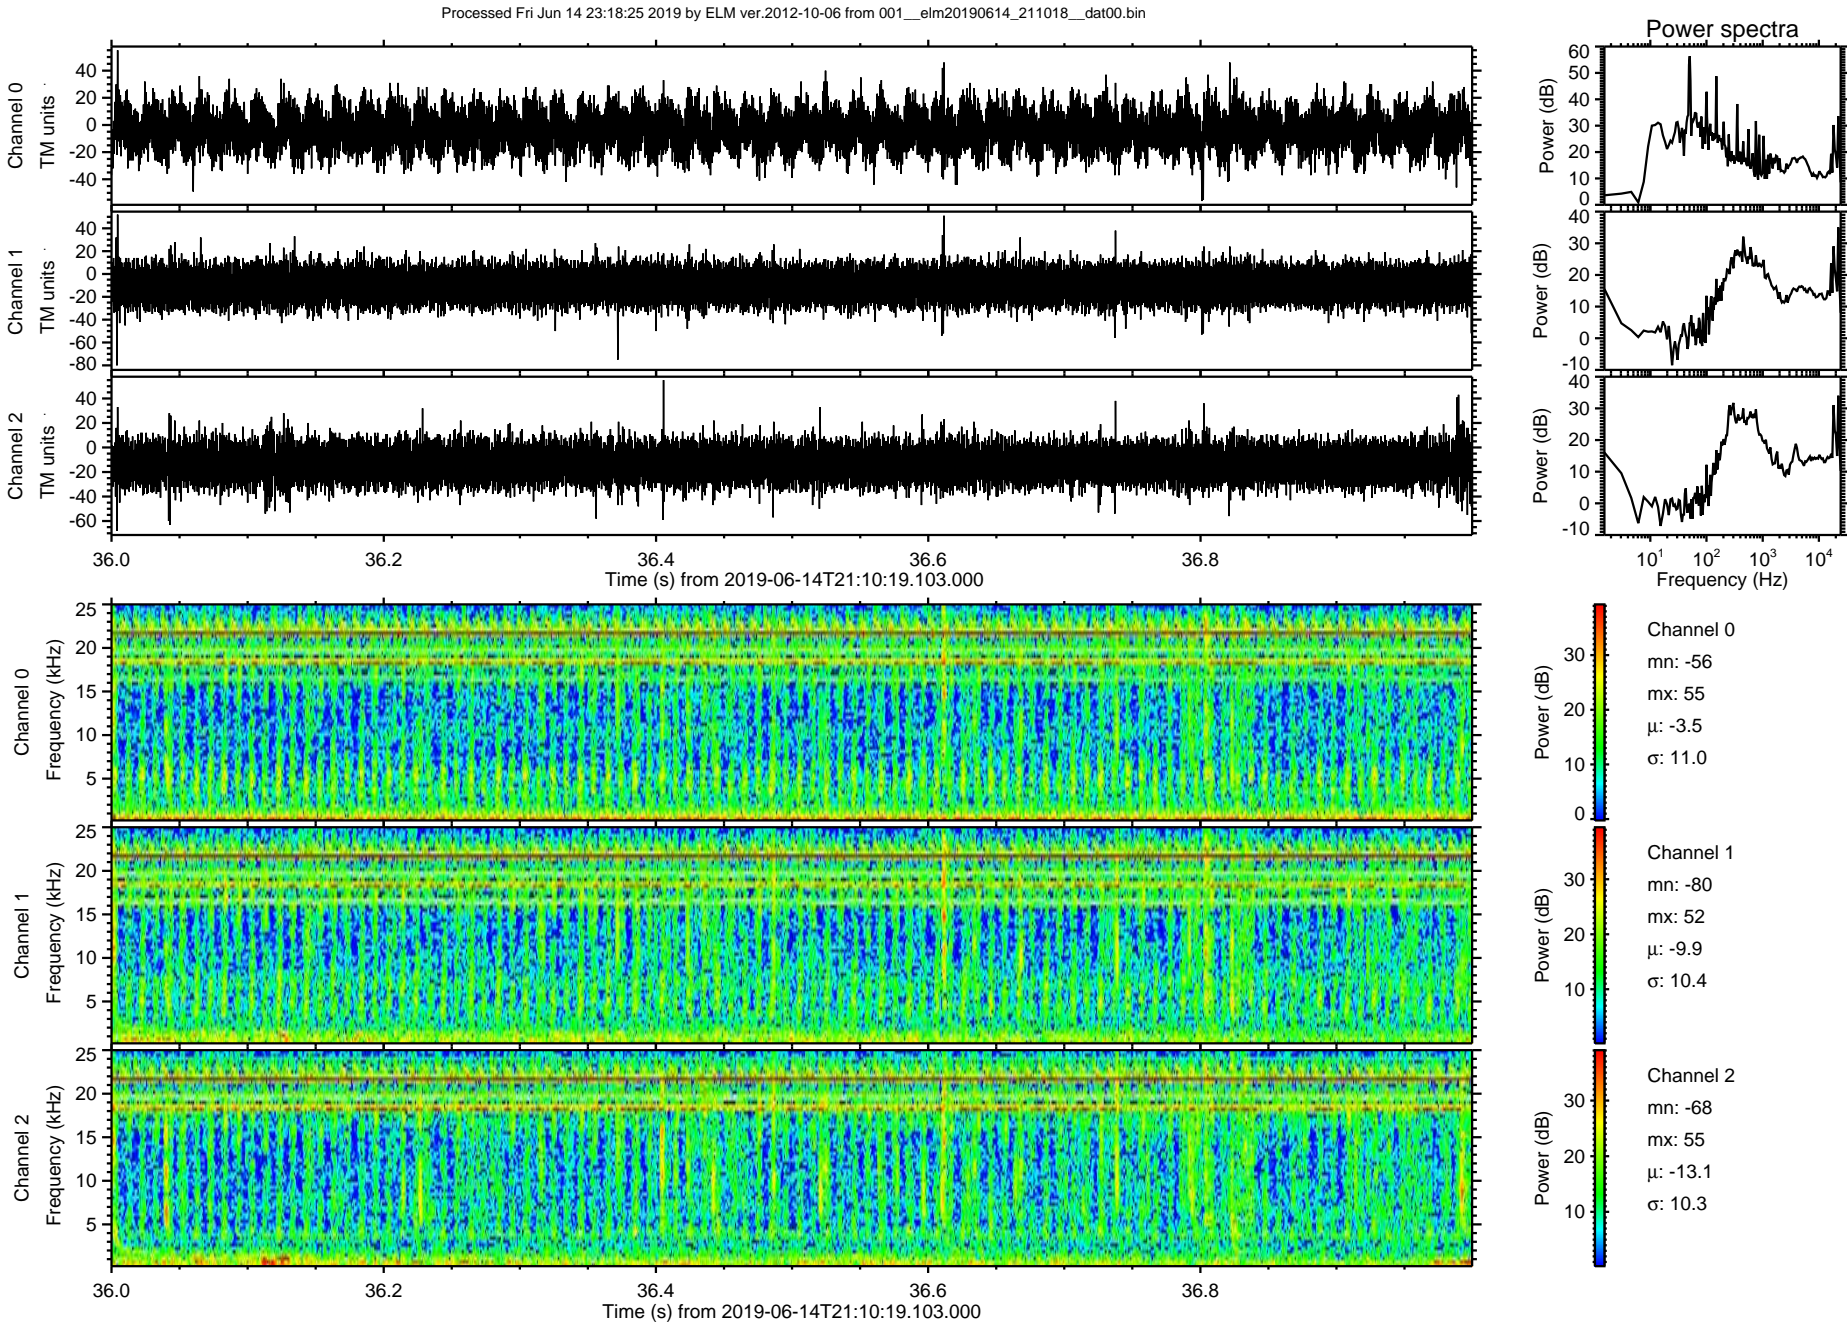 Processed Fri Jun 14 23:18:25 2019 by ELM ver.2012-10-06 from 001__elm20190614_211018__dat00.bin
Power spectra
Channel 0
TM units
40
20
0
-20
-40
Power (dB)
60
50
40
30
20
10
0
Channel 1
TM units
40
20
0
-20
-40
-60
-80
Power (dB)
40
30
20
10
0
-10
Channel 2
TM units
40
20
0
-20
-40
-60
Power (dB)
40
30
20
10
0
-10
36.0 36.2 36.4 36.6 36.8
Time (s) from 2019-06-14T21:10:19.103.000
10^1 10^2 10^3 10^4
Frequency (Hz)
Channel 0
Frequency (kHz)
25
20
15
10
5
Power (dB)
30
20
10
0
Channel 0
mn: -56
mx: 55
μ: -3.5
σ: 11.0
Channel 1
Frequency (kHz)
25
20
15
10
5
Power (dB)
30
20
10
Channel 1
mn: -80
mx: 52
μ: -9.9
σ: 10.4
Channel 2
Frequency (kHz)
25
20
15
10
5
Power (dB)
30
20
10
Channel 2
mn: -68
mx: 55
μ: -13.1
σ: 10.3
36.0 36.2 36.4 36.6 36.8
Time (s) from 2019-06-14T21:10:19.103.000